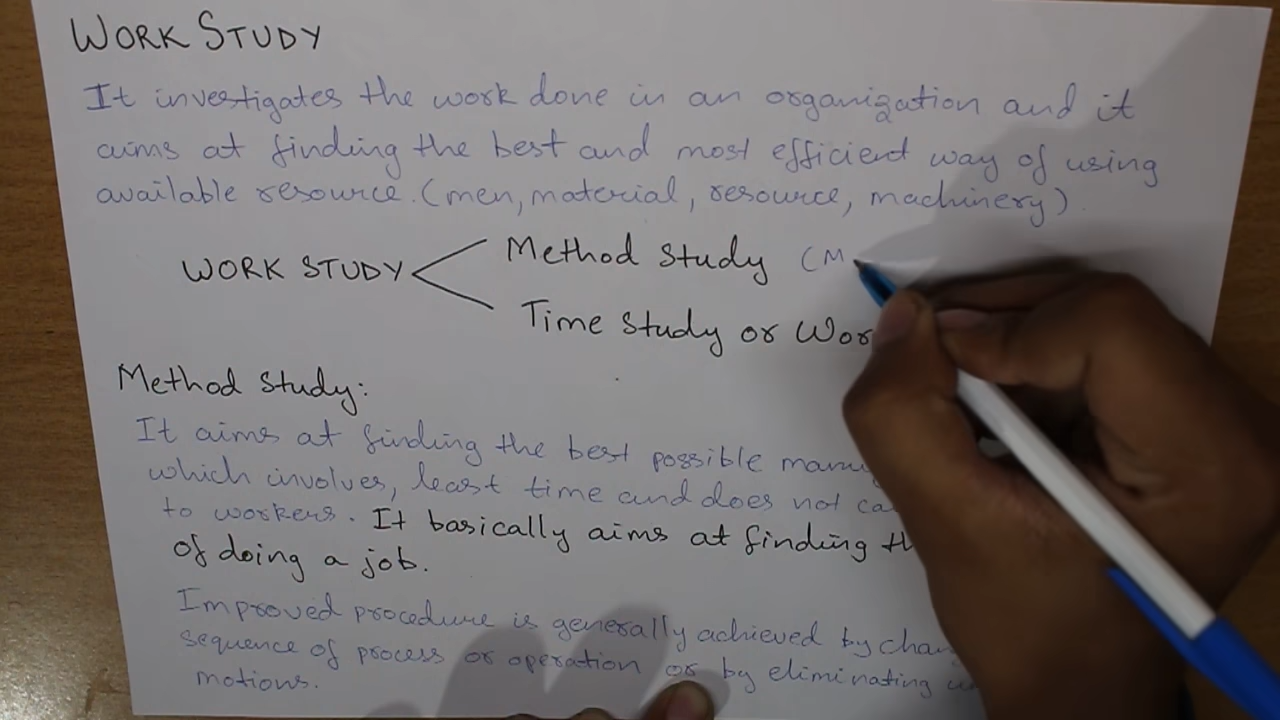 WORK STUDY
It investigates the work done in an organization and it
aims at finding the best and most efficient way of using
available resource. (men, material, resource, machinery)
WORK STUDY Method Study (M
Time Study or
Method Study:
It aims at finding the best possible
which involves, least time and does not
to workers. It basically aims at finding
of doing a job.
Improved procedure is generally achieved by
sequence of process or operation or by eliminating
motions.